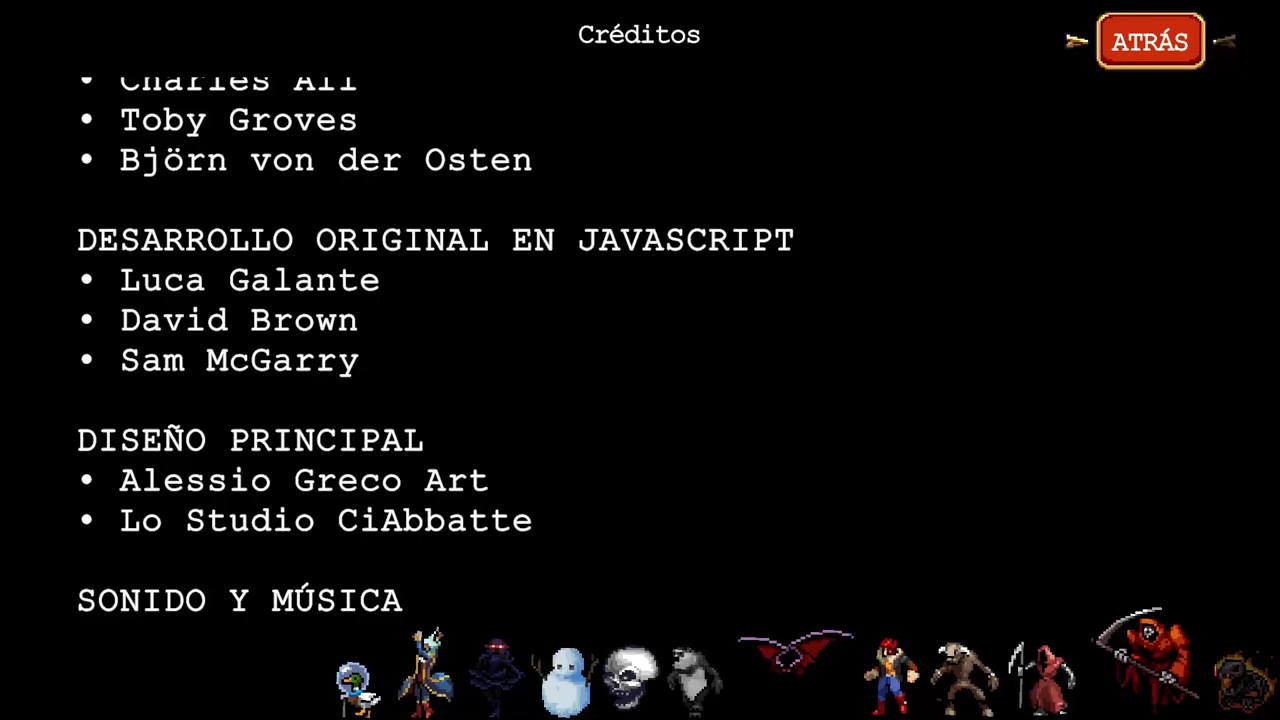 Créditos
ATRÁS
• Charles
• Toby Groves
• Björn von der Osten
DESARROLLO ORIGINAL EN JAVASCRIPT
• Luca Galante
• David Brown
• Sam McGarry
DISEÑO PRINCIPAL
• Alessio Greco Art
• Lo Studio CiAbbatte
SONIDO Y MÚSICA